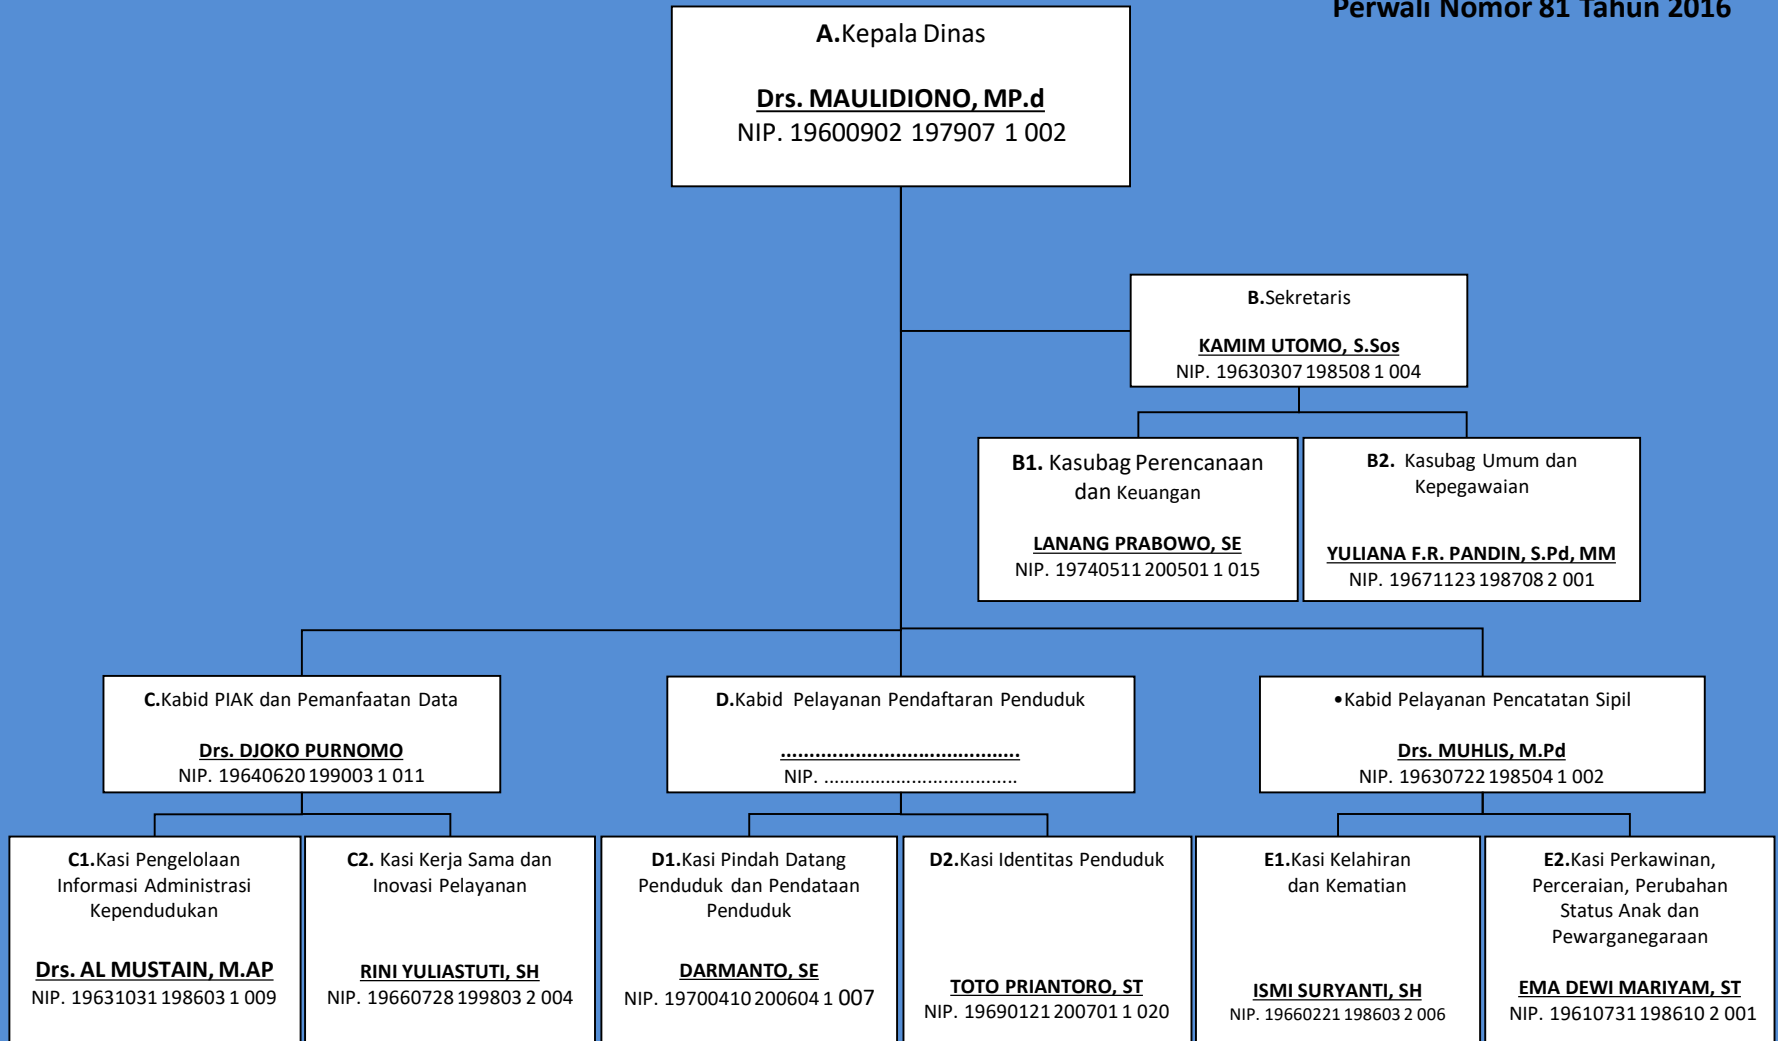 Perwali Nomor 81 Tahun 2016
A.Kepala Dinas
Drs. MAULIDIONO, MP.d
NIP. 19600902 197907 1 002
B.Sekretaris
KAMIM UTOMO, S.Sos
NIP. 19630307 198508 1 004
B1. Kasubag Perencanaan
dan Keuangan
LANANG PRABOWO, SE
NIP. 19740511 200501 1 015
B2. Kasubag Umum dan
Kepegawaian
YULIANA F.R. PANDIN, S.Pd, MM
NIP. 19671123 198708 2 001
C.Kabid PIAK dan Pemanfaatan Data
Drs. DJOKO PURNOMO
NIP. 19640620 199003 1 011
D.Kabid Pelayanan Pendaftaran Penduduk
.........................................
NIP. ...................................
•Kabid Pelayanan Pencatatan Sipil
Drs. MUHLIS, M.Pd
NIP. 19630722 198504 1 002
C1.Kasi Pengelolaan
Informasi Administrasi
Kependudukan
Drs. AL MUSTAIN, M.AP
NIP. 19631031 198603 1 009
C2. Kasi Kerja Sama dan
Inovasi Pelayanan
RINI YULIASTUTI, SH
NIP. 19660728 199803 2 004
D1.Kasi Pindah Datang
Penduduk dan Pendataan
Penduduk
DARMANTO, SE
NIP. 19700410 200604 1 007
D2.Kasi Identitas Penduduk
TOTO PRIANTORO, ST
NIP. 19690121 200701 1 020
E1.Kasi Kelahiran
dan Kematian
ISMI SURYANTI, SH
NIP. 19660221 198603 2 006
E2.Kasi Perkawinan,
Perceraian, Perubahan
Status Anak dan
Pewarganegaraan
EMA DEWI MARIYAM, ST
NIP. 19610731 198610 2 001